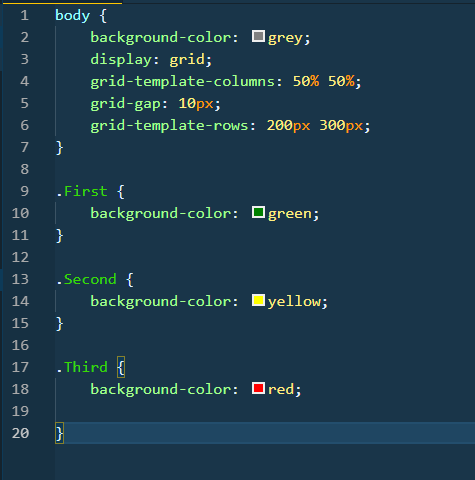 1 body {
2 background-color: grey;
3 display: grid;
4 grid-template-columns: 50% 50%;
5 grid-gap: 10px;
6 grid-template-rows: 200px 300px;
7 }
8
9 .First {
10 background-color: green;
11 }
12
13 .Second {
14 background-color: yellow;
15 }
16
17 .Third {
18 background-color: red;
19
20 }